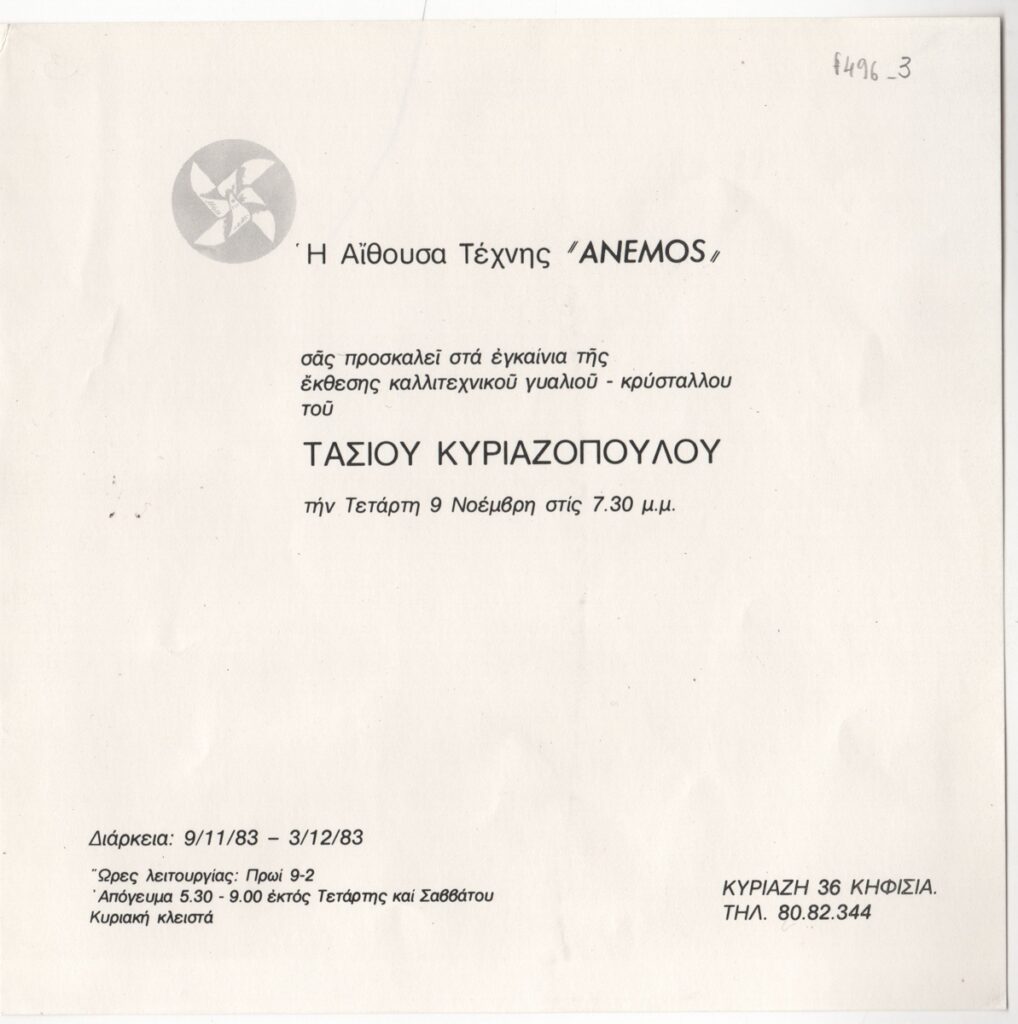 1496_3
Ἡ Αἴθουσα Τέχνης "ANEMOS"
σᾶς προσκαλεῖ στά ἐγκαίνια τῆς
ἔκθεσης καλλιτεχνικοῦ γυαλιοῦ - κρύσταλλου
τοῦ
ΤΑΣΙΟΥ ΚΥΡΙΑΖΟΠΟΥΛΟΥ
τήν Τετάρτη 9 Νοέμβρη στίς 7.30 μ.μ.
Διάρκεια: 9/11/83 – 3/12/83
Ὧρες λειτουργίας: Πρωί 9-2
Ἀπόγευμα 5.30 - 9.00 ἐκτός Τετάρτης καί Σαββάτου
Κυριακή κλειστά
ΚΥΡΙΑΖΗ 36 ΚΗΦΙΣΙΑ.
ΤΗΛ. 80.82.344